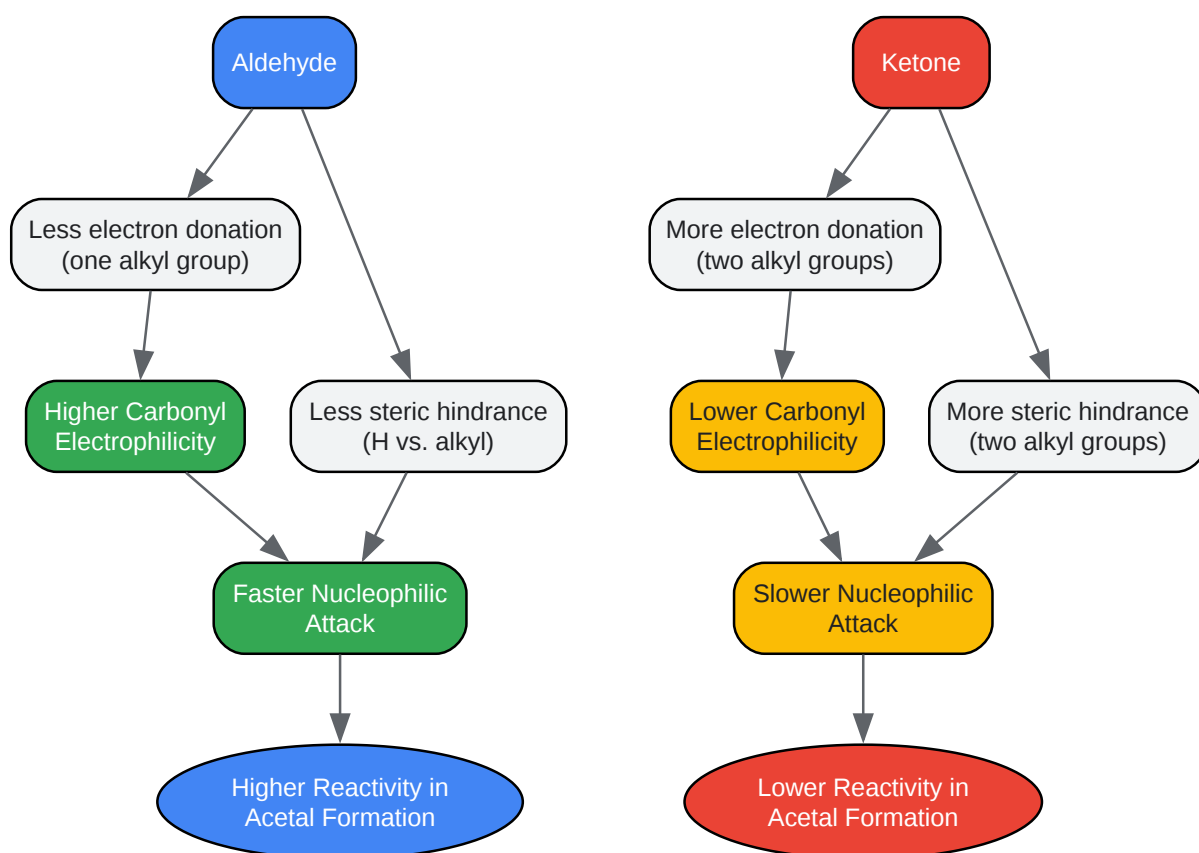 Aldehyde
Less electron donation
(one alkyl group)
Higher Carbonyl
Electrophilicity
Less steric hindrance
(H vs. alkyl)
Faster Nucleophilic
Attack
Higher Reactivity in
Acetal Formation
Ketone
More electron donation
(two alkyl groups)
Lower Carbonyl
Electrophilicity
More steric hindrance
(two alkyl groups)
Slower Nucleophilic
Attack
Lower Reactivity in
Acetal Formation